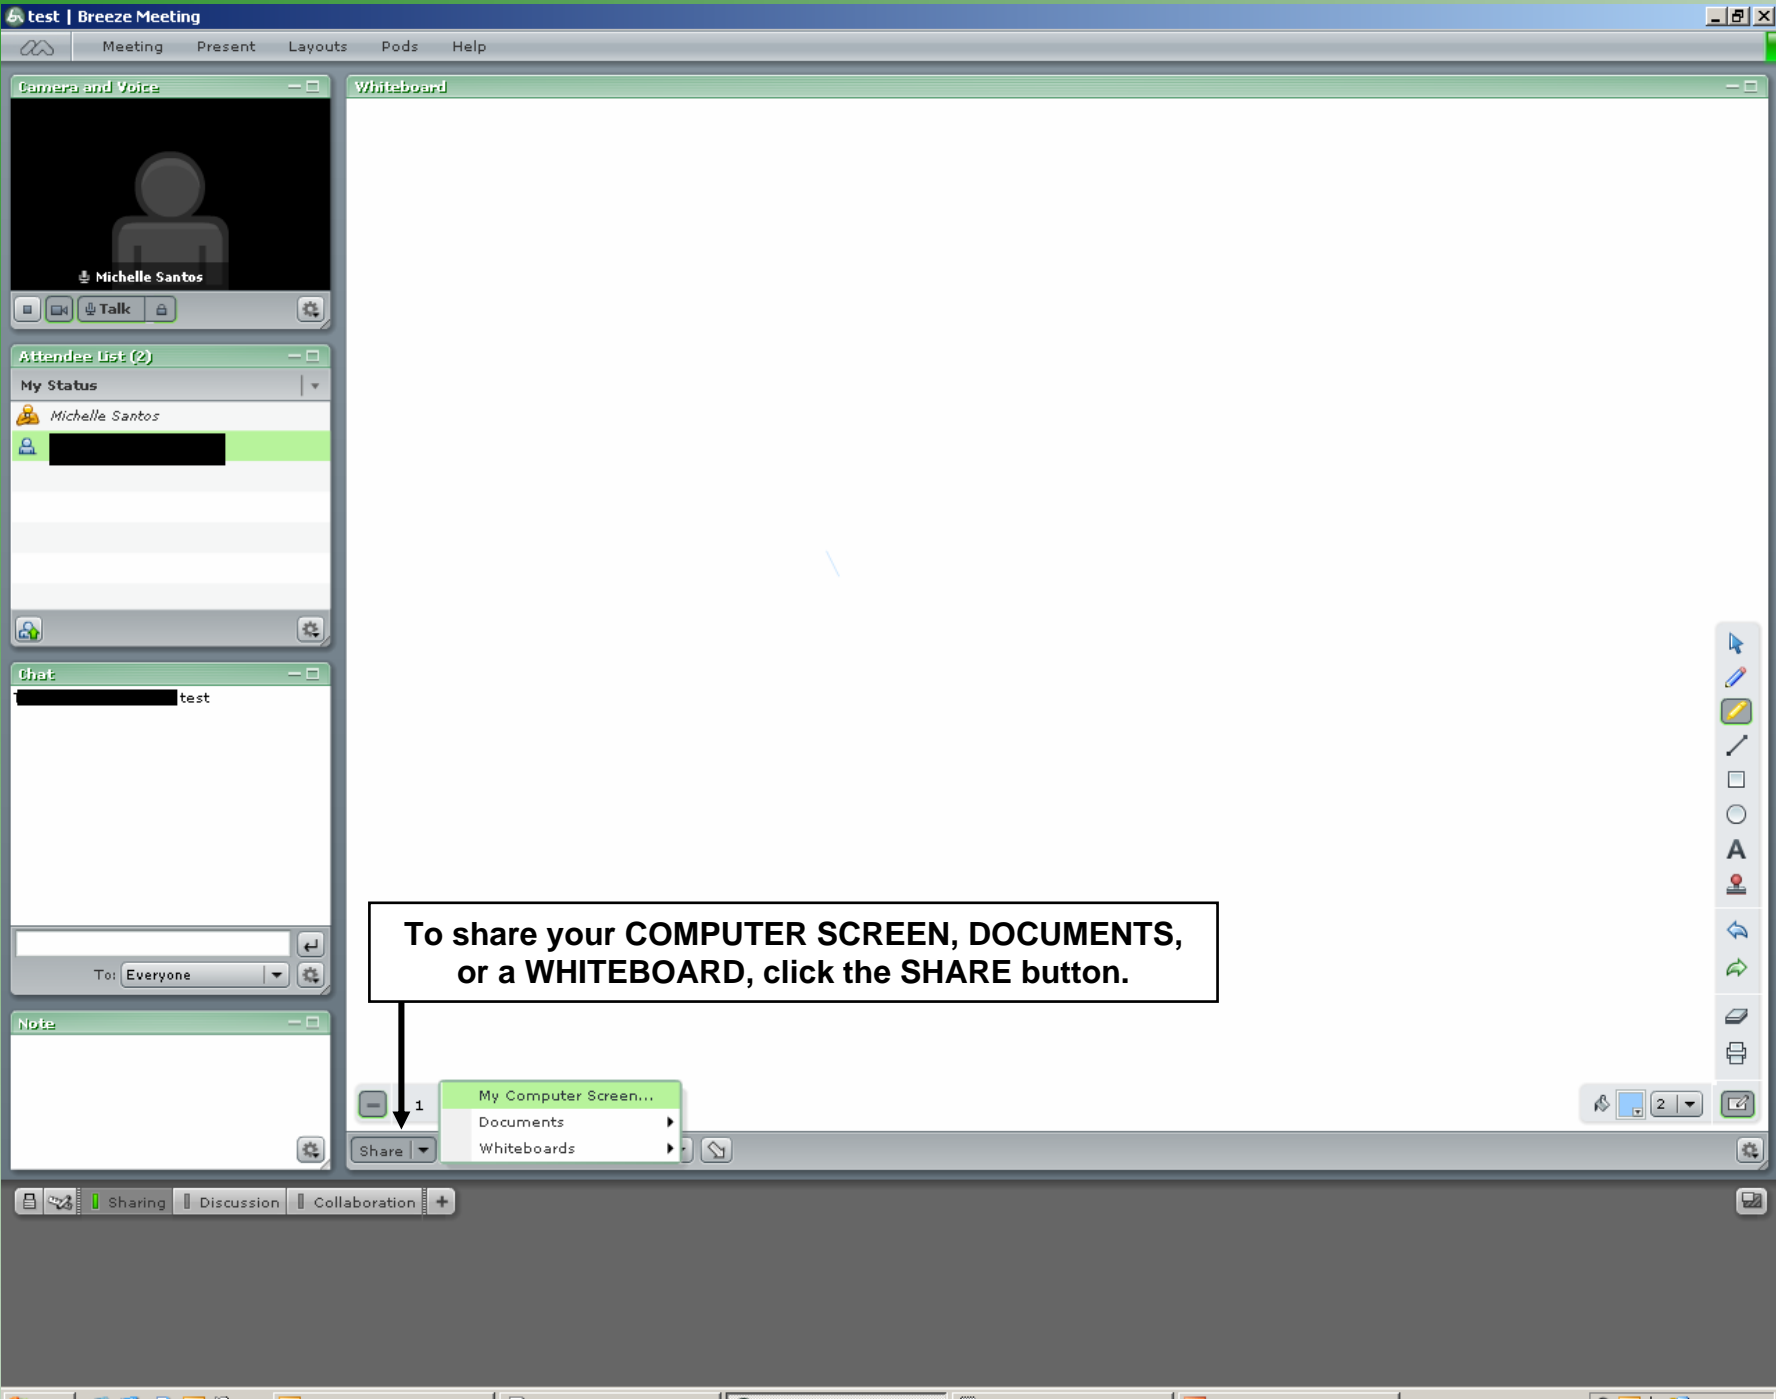 test | Breeze Meeting
Meeting Present Layouts Pods Help
Camera and Voice
Michelle Santos
Talk
Attendee List (2)
My Status
Michelle Santos
Chat
test
To: Everyone
Note
Whiteboard
To share your COMPUTER SCREEN, DOCUMENTS,
or a WHITEBOARD, click the SHARE button.
A
1
My Computer Screen...
Documents
Whiteboards
2
Share
Sharing Discussion Collaboration +